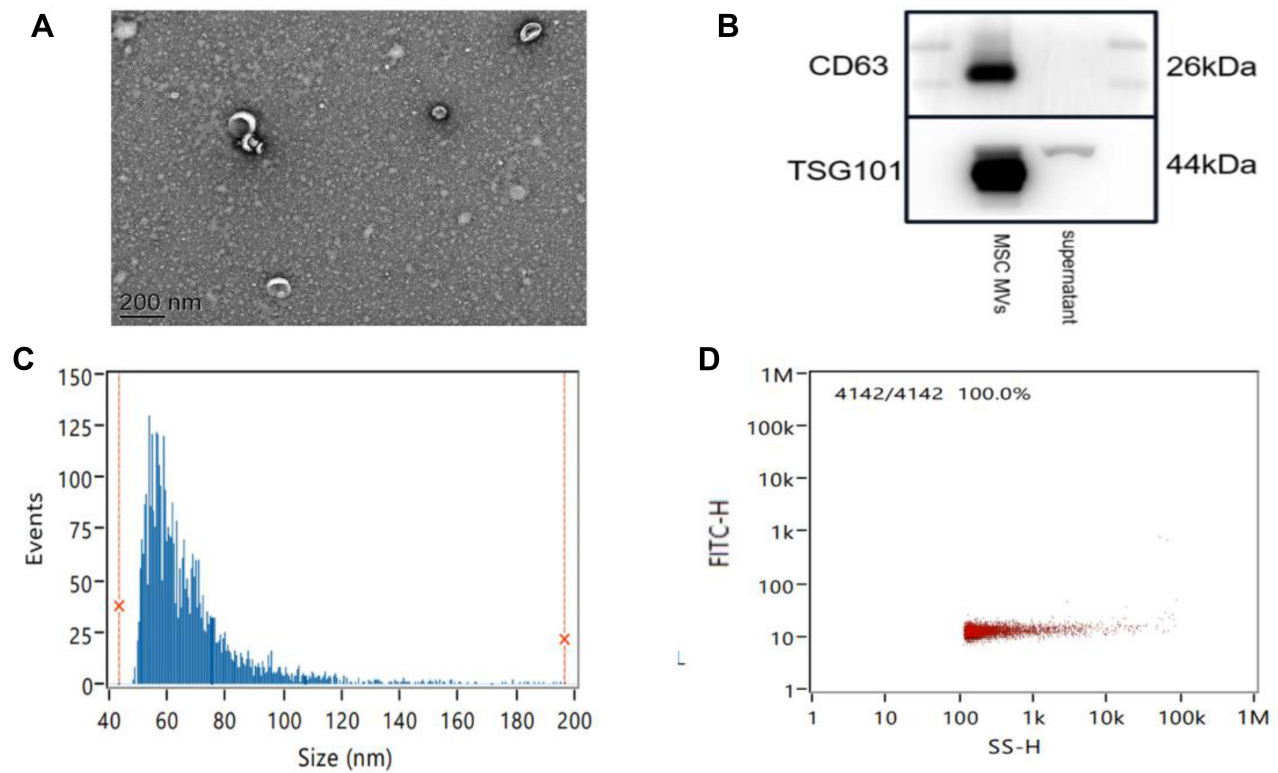 A
200 nm
B
CD63
26kDa
TSG101
44kDa
MSC MVs
supernatant
C
150
125
100
75
50
25
0
Events
40 60 80 100 120 140 160 180 200
Size (nm)
D
4142/4142 100.0%
1M
100k
10k
1k
100
10
1
FITC-H
1 10 100 1k 10k 100k 1M
SS-H